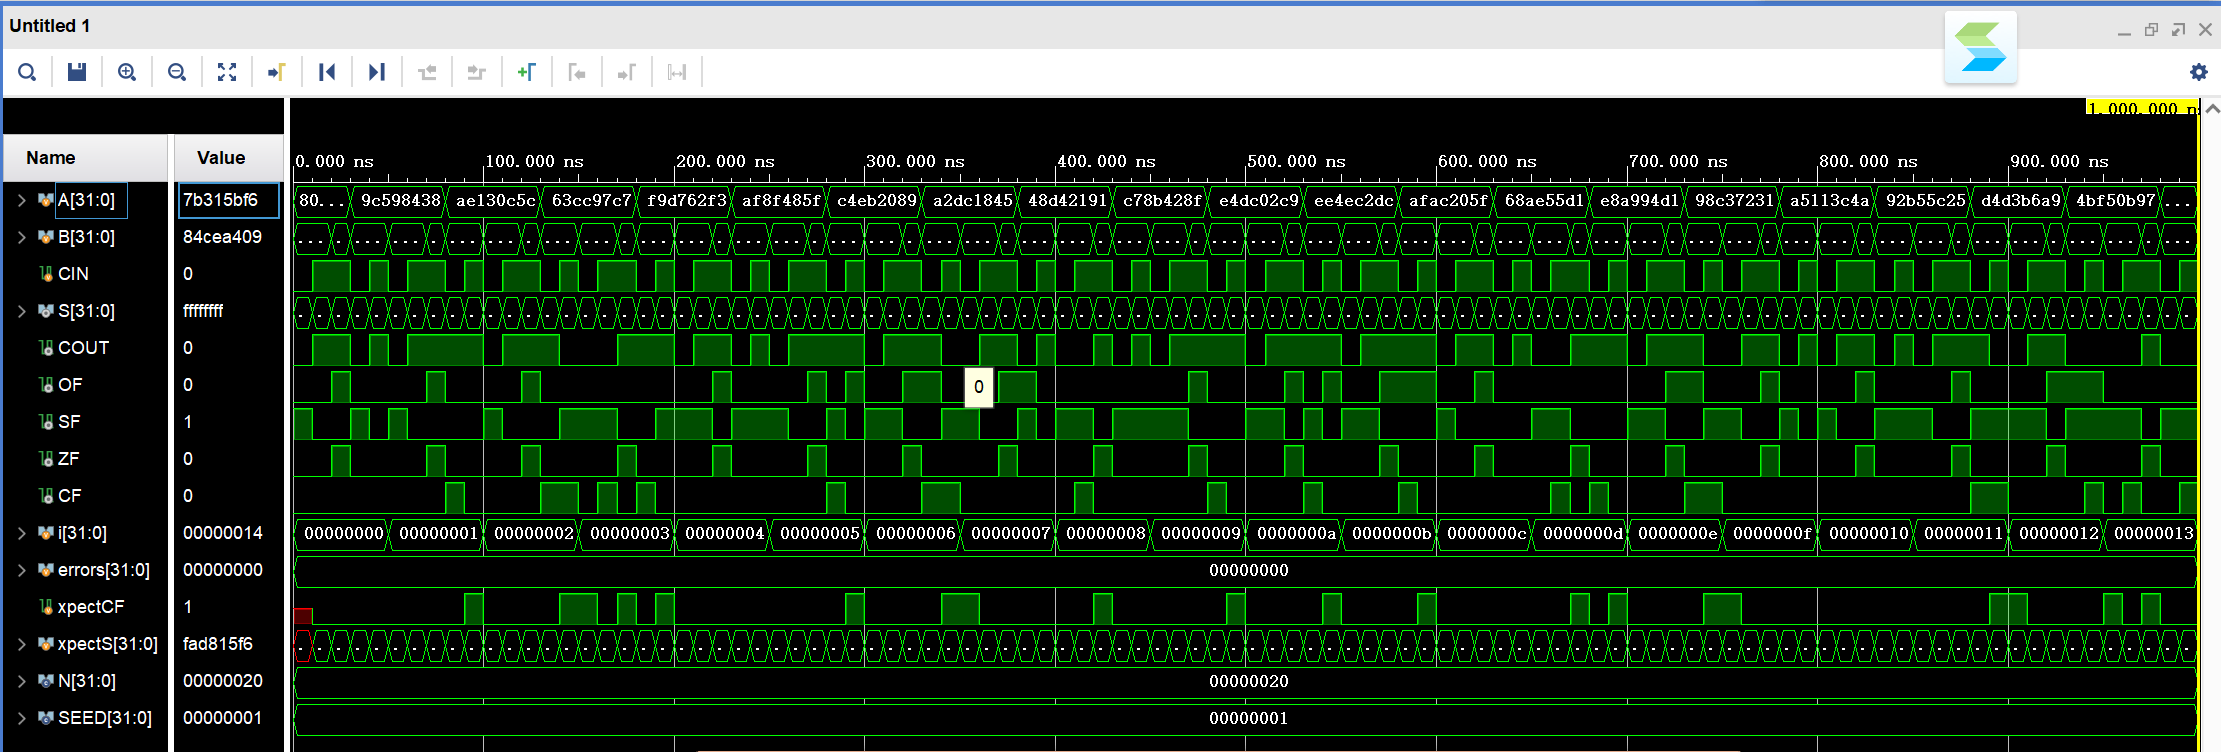 Untitled 1
1,000.000 n
Name Value
0.000 ns 100.000 ns 200.000 ns 300.000 ns 400.000 ns 500.000 ns 600.000 ns 700.000 ns 800.000 ns 900.000 ns
A[31:0] 7b315bf6 80... 9c598438 ae130c5c 63cc97c7 f9d762f3 af8f485f c4eb2089 a2dc1845 48d42191 c78b428f e4dc02c9 ee4ec2dc afac205f 68ae55d1 e8a994d1 98c37231 a5113c4a 92b55c25 d4d3b6a9 4bf50b97 ...
B[31:0] 84cea409
CIN 0
S[31:0] ffffffff
COUT 0
OF 0 0
SF 1
ZF 0
CF 0
i[31:0] 00000014 00000000 00000001 00000002 00000003 00000004 00000005 00000006 00000007 00000008 00000009 0000000a 0000000b 0000000c 0000000d 0000000e 0000000f 00000010 00000011 00000012 00000013
errors[31:0] 00000000 00000000
xpectCF 1
xpectS[31:0] fad815f6
N[31:0] 00000020 00000020
SEED[31:0] 00000001 00000001